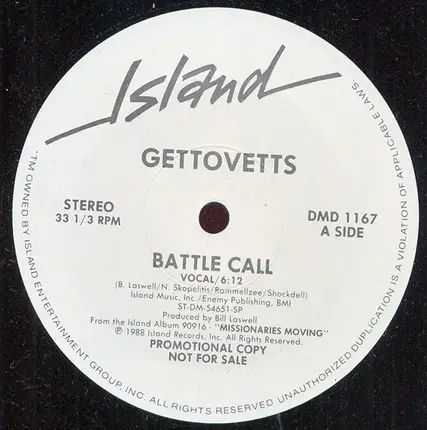 Island
GETTOVETTS
STEREO
33 1/3 RPM
DMD 1167
A SIDE
BATTLE CALL
VOCAL/6:12
(B. Laswell/N. Skopelitis/Rammellzee/Shockdell)
Island Music, Inc./Enemy Publishing, BMI
ST-DM-54651-SP
Produced by Bill Laswell
From the Island Album 90916 - "MISSIONARIES MOVING"
Ⓟ 1988 Island Records, Inc. All Rights Reserved.
PROMOTIONAL COPY
NOT FOR SALE
TM OWNED BY ISLAND ENTERTAINMENT GROUP, INC. ALL RIGHTS RESERVED UNAUTHORIZED DUPLICATION IS A VIOLATION OF APPLICABLE LAWS.